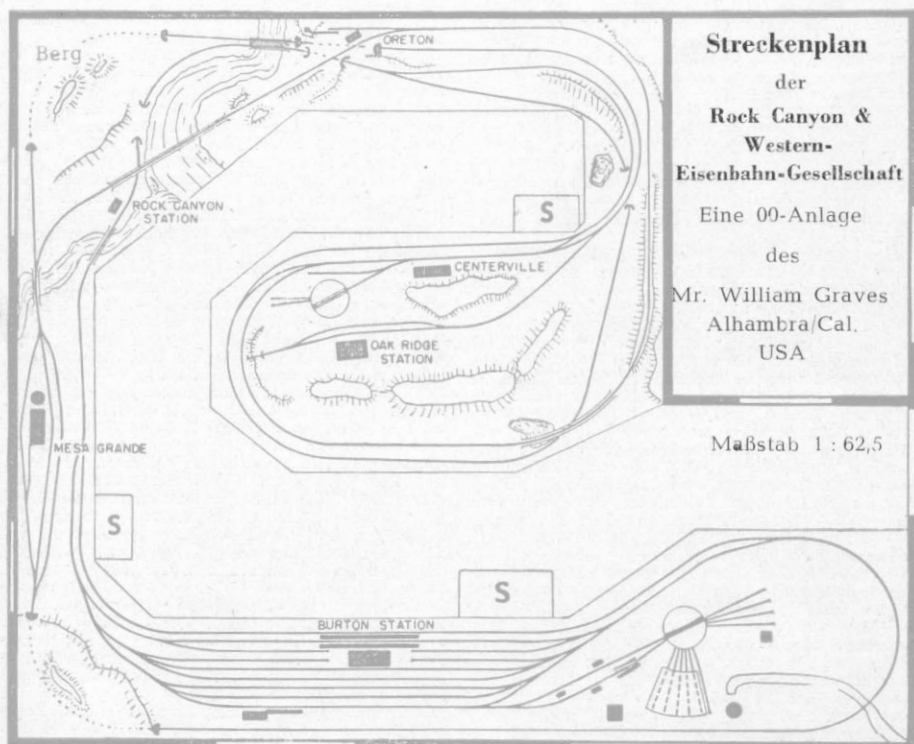 Streckenplan
der
Rock Canyon &
Western-
Eisenbahn-Gesellschaft
Eine 00-Anlage
des
Mr. William Graves
Alhambra/Cal.
USA
Maßstab 1 : 62,5
Berg
ORETON
ROCK CANYON
STATION
S
CENTERVILLE
OAK RIDGE
STATION
MESA GRANDE
S
S
BURTON STATION